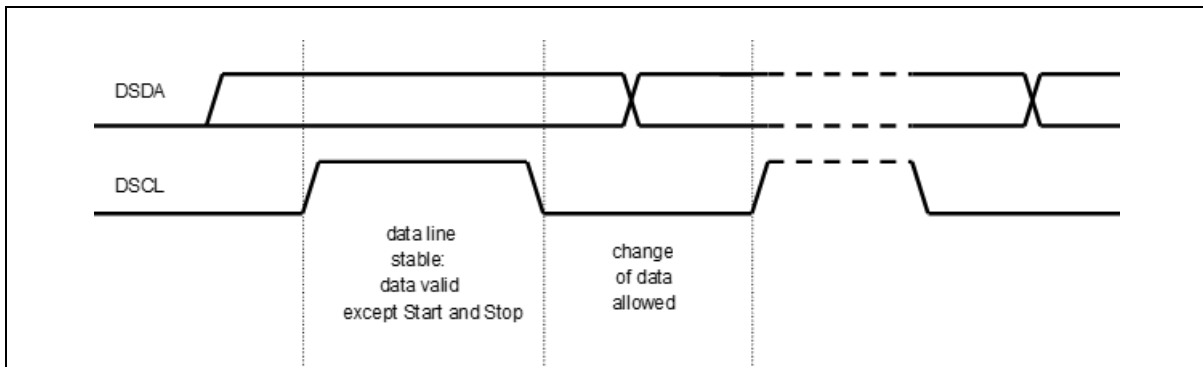 DSDA
DSCL
data line
stable:
data valid
except Start and Stop
change
of data
allowed